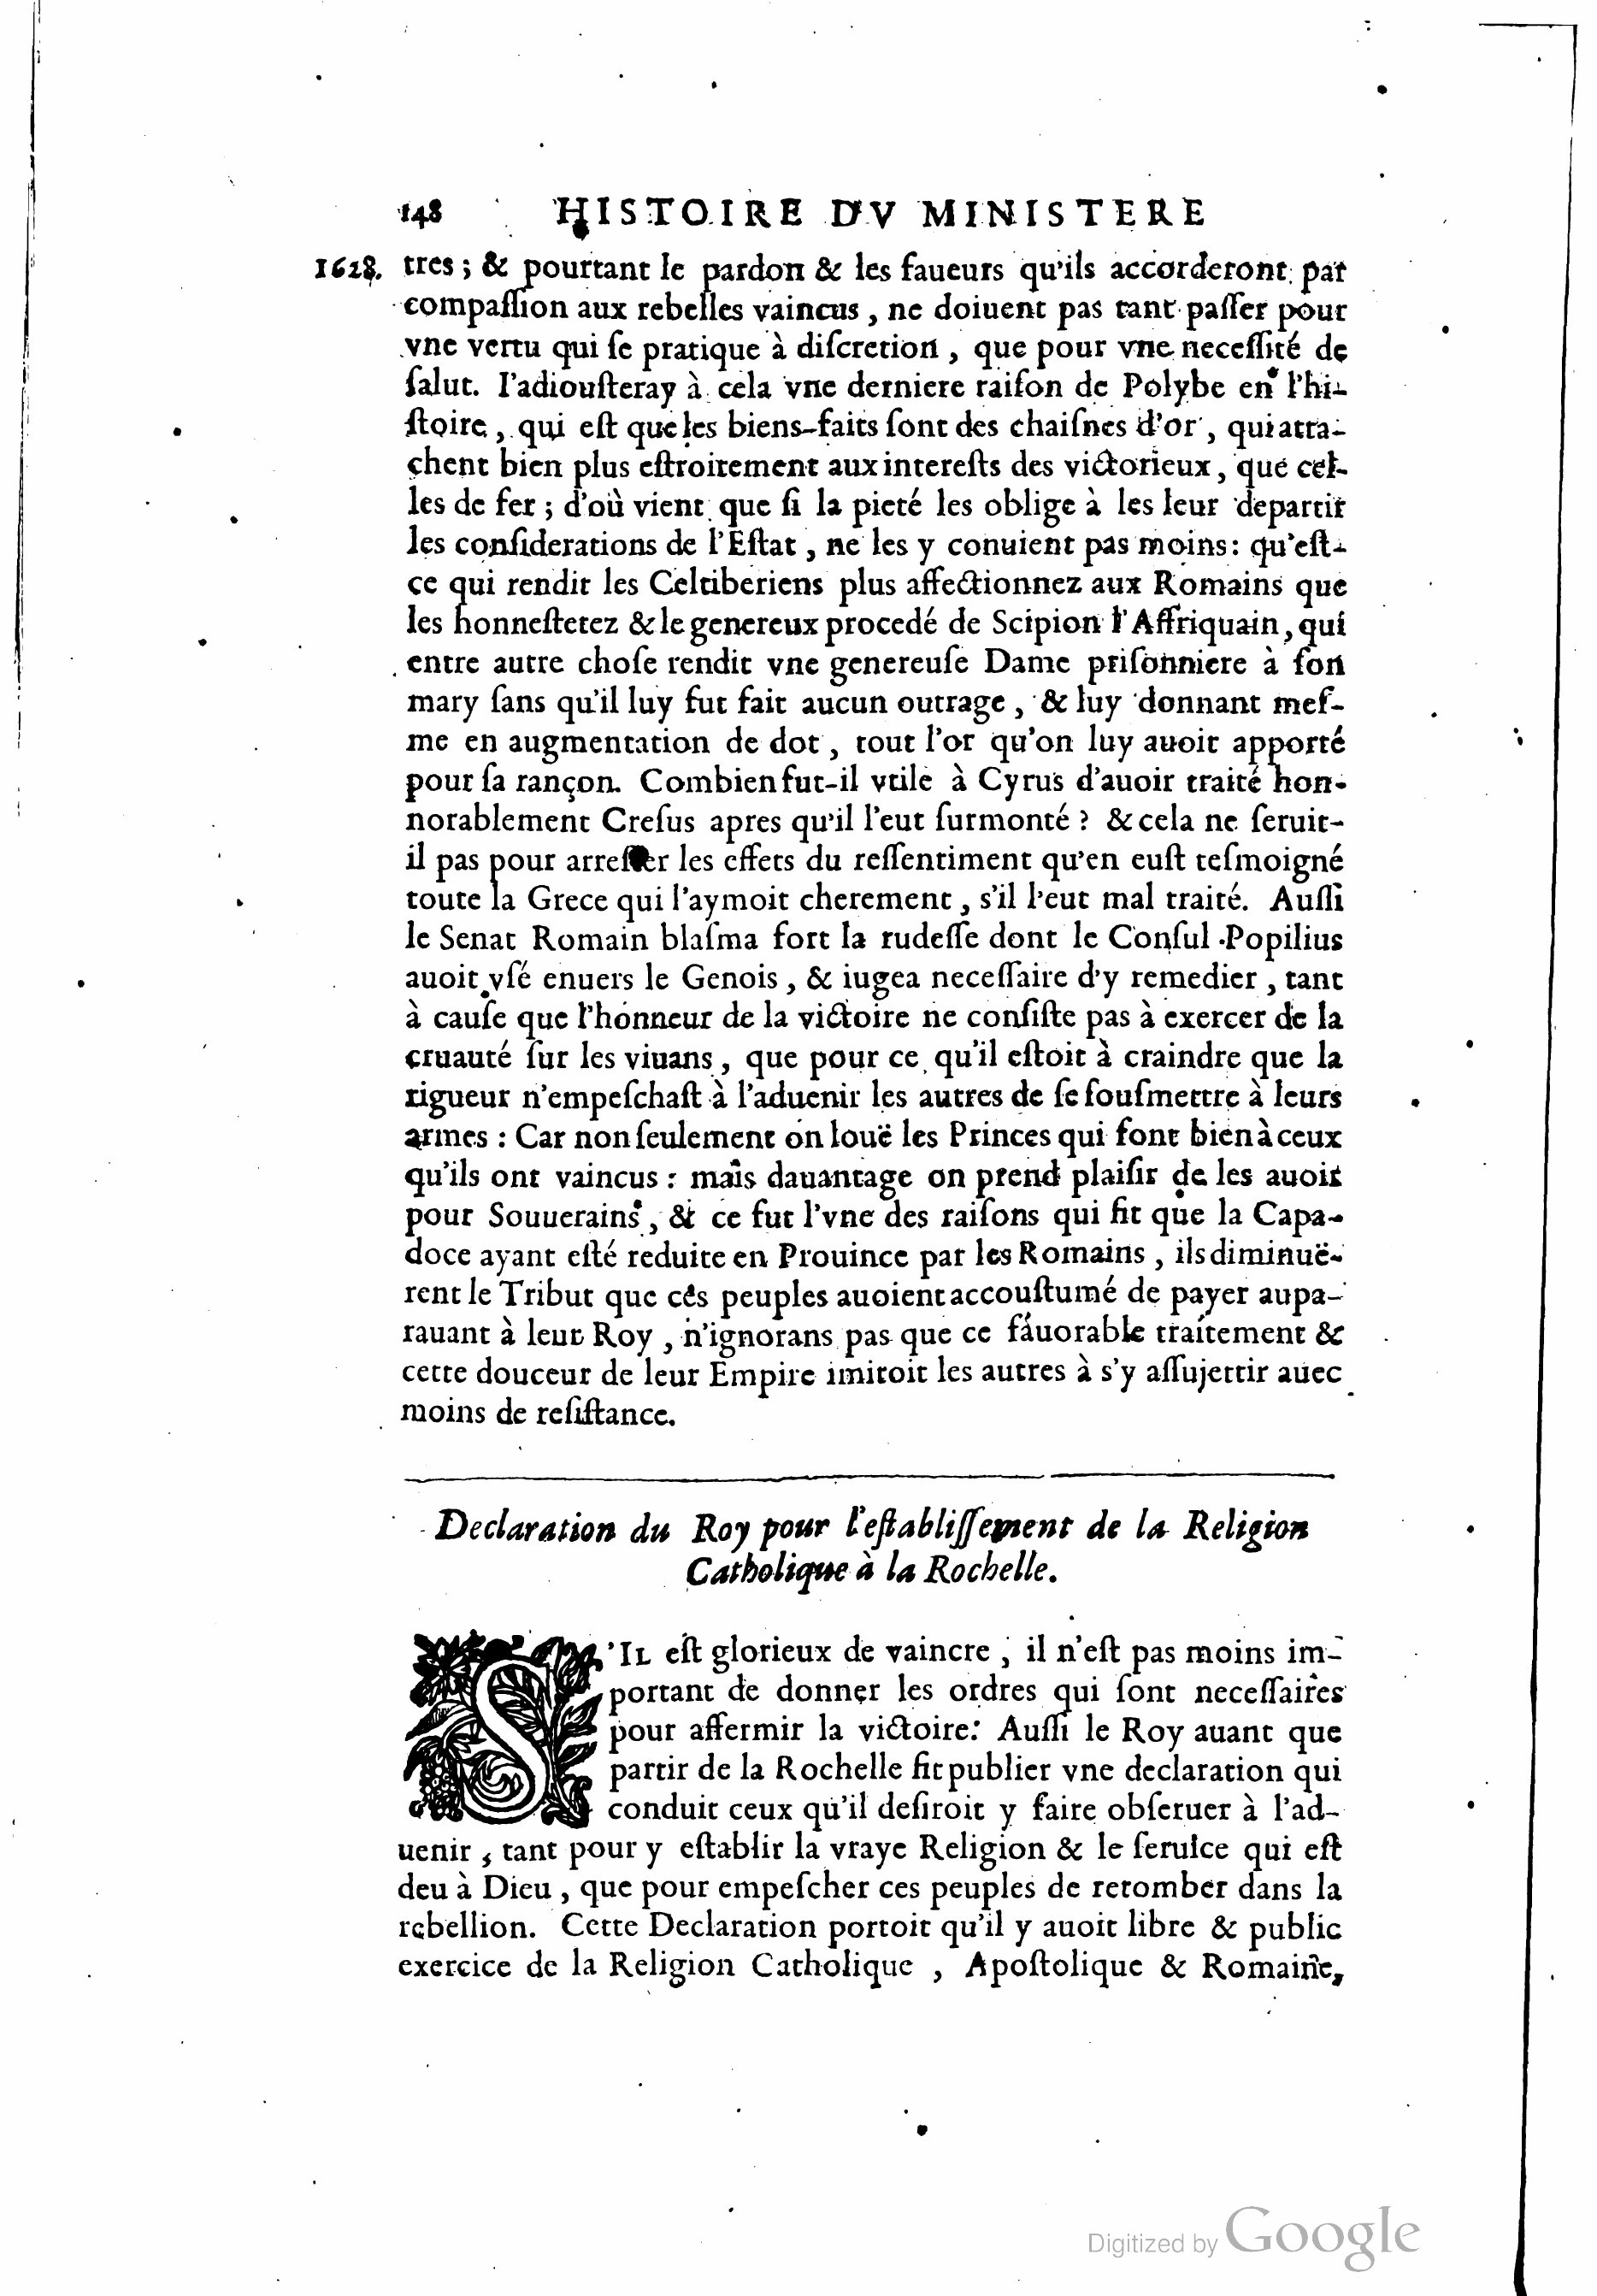 148 HISTOIRE DV MINISTERE
1628. tres ; & pourtant le pardon & les faueurs qu'ils accorderont par
compaſſion aux rebelles vaincus , ne doiuent pas tant paſſer pour
vne vertu qui ſe pratique à diſcretion , que pour vne neceſſité de
ſalut. I'adiouſteray à cela vne derniere raiſon de Polybe en l'hi-
ſtoire , qui eſt que les biens-faits ſont des chaiſnes d'or , qui atta-
chent bien plus eſtroitement aux intereſts des victorieux, que cel-
les de fer ; d'où vient que ſi la pieté les oblige à les leur departir
les conſiderations de l'Eſtat , ne les y conuient pas moins: qu'eſt-
ce qui rendit les Celtiberiens plus affectionnez aux Romains que
les honneſtetez & le genereux procedé de Scipion l'Affriquain, qui
entre autre choſe rendit vne genereuſe Dame priſonniere à ſon
mary ſans qu'il luy fut fait aucun outrage , & luy donnant meſ-
me en augmentation de dot , tout l'or qu'on luy auoit apporté
pour ſa rançon. Combien fut-il vtile à Cyrus d'auoir traité hon-
norablement Creſus apres qu'il l'eut ſurmonté ? & cela ne ſeruit-
il pas pour arreſter les effets du reſſentiment qu'en euſt teſmoigné
toute la Grece qui l'aymoit cherement , s'il l'eut mal traité. Auſſi
le Senat Romain blaſma fort la rudeſſe dont le Conſul Popilius
auoit vſé enuers le Genois , & iugea neceſſaire d'y remedier , tant
à cauſe que l'honneur de la victoire ne conſiſte pas à exercer de la
cruauté ſur les viuans , que pour ce qu'il eſtoit à craindre que la
rigueur n'empeſchaſt à l'aduenir les autres de ſe ſouſmettre à leurs
armes : Car non ſeulement on louë les Princes qui font bien à ceux
qu'ils ont vaincus : mais dauantage on prend plaiſir de les auoir
pour Souuerains , & ce fut l'vne des raiſons qui fit que la Capa-
doce ayant eſté reduite en Prouince par les Romains , ils diminuë-
rent le Tribut que ces peuples auoient accouſtumé de payer aupa-
rauant à leur Roy , n'ignorans pas que ce fauorable traitement &
cette douceur de leur Empire imitoit les autres à s'y aſſujettir auec
moins de reſiſtance.
Declaration du Roy pour l'eſtabliſſement de la Religion
Catholique à la Rochelle.
S'IL eſt glorieux de vaincre , il n'eſt pas moins im-
portant de donner les ordres qui ſont neceſſaires
pour affermir la victoire: Auſſi le Roy auant que
partir de la Rochelle fit publier vne declaration qui
conduit ceux qu'il deſiroit y faire obſeruer à l'ad-
uenir , tant pour y eſtablir la vraye Religion & le ſeruice qui eſt
deu à Dieu , que pour empeſcher ces peuples de retomber dans la
rebellion. Cette Declaration portoit qu'il y auoit libre & public
exercice de la Religion Catholique , Apoſtolique & Romaine,
Digitized by Google